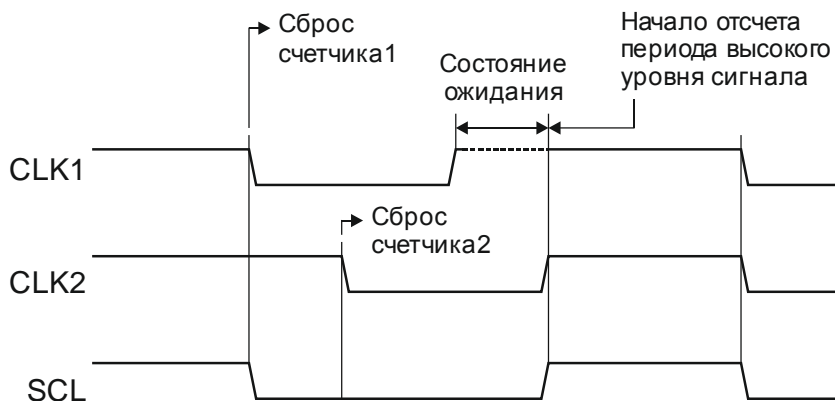 Сброс
счетчика1
Состояние
ожидания
Начало отсчета
периода высокого
уровня сигнала
CLK1
Сброс
счетчика2
CLK2
SCL